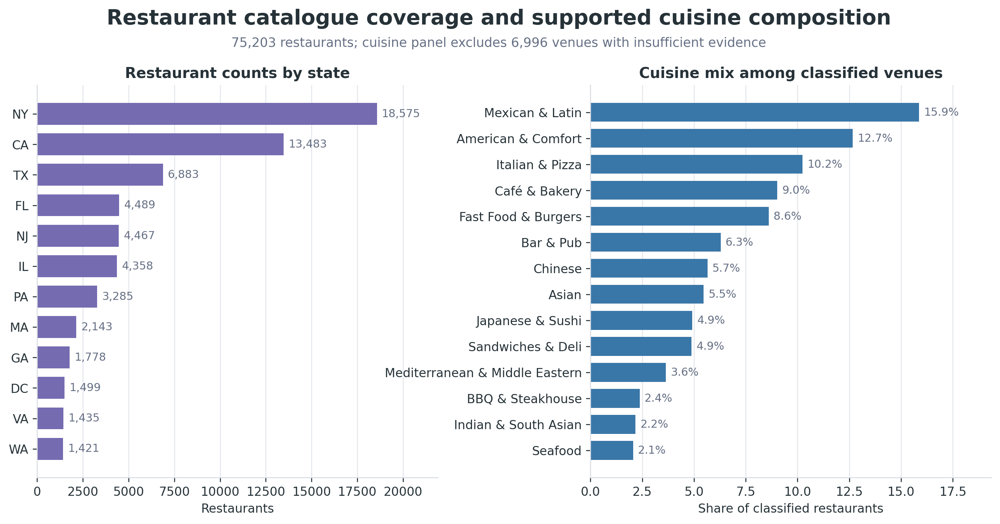 Restaurant catalogue coverage and supported cuisine composition
75,203 restaurants; cuisine panel excludes 6,996 venues with insufficient evidence
Restaurant counts by state
NY 18,575
CA 13,483
TX 6,883
FL 4,489
NJ 4,467
IL 4,358
PA 3,285
MA 2,143
GA 1,778
DC 1,499
VA 1,435
WA 1,421
0 2500 5000 7500 10000 12500 15000 17500 20000
Restaurants
Cuisine mix among classified venues
Mexican & Latin 15.9%
American & Comfort 12.7%
Italian & Pizza 10.2%
Café & Bakery 9.0%
Fast Food & Burgers 8.6%
Bar & Pub 6.3%
Chinese 5.7%
Asian 5.5%
Japanese & Sushi 4.9%
Sandwiches & Deli 4.9%
Mediterranean & Middle Eastern 3.6%
BBQ & Steakhouse 2.4%
Indian & South Asian 2.2%
Seafood 2.1%
0.0 2.5 5.0 7.5 10.0 12.5 15.0 17.5
Share of classified restaurants